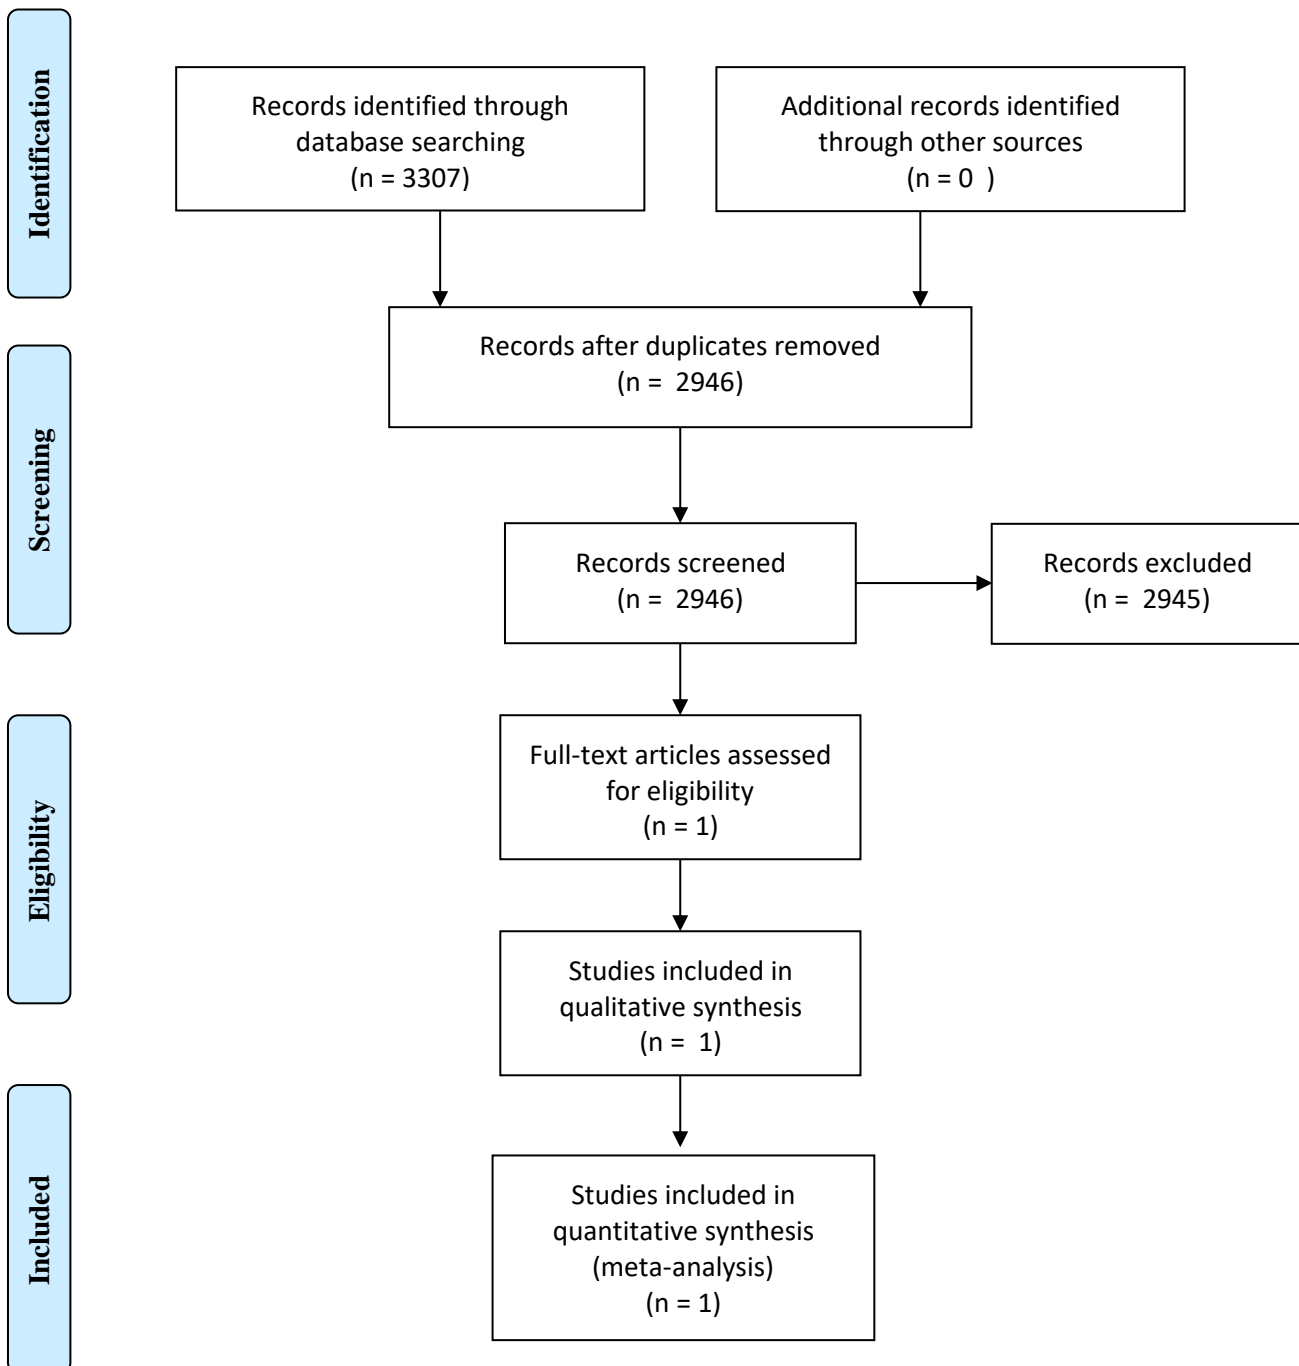 Identification
Records identified through
database searching
(n = 3307)
Additional records identified
through other sources
(n = 0  )
Records after duplicates removed
(n =  2946)
Screening
Records screened
(n =  2946)
Records excluded
(n =  2945)
Eligibility
Full-text articles assessed
for eligibility
(n = 1)
Studies included in
qualitative synthesis
(n =  1)
Included
Studies included in
quantitative synthesis
(meta-analysis)
(n = 1)